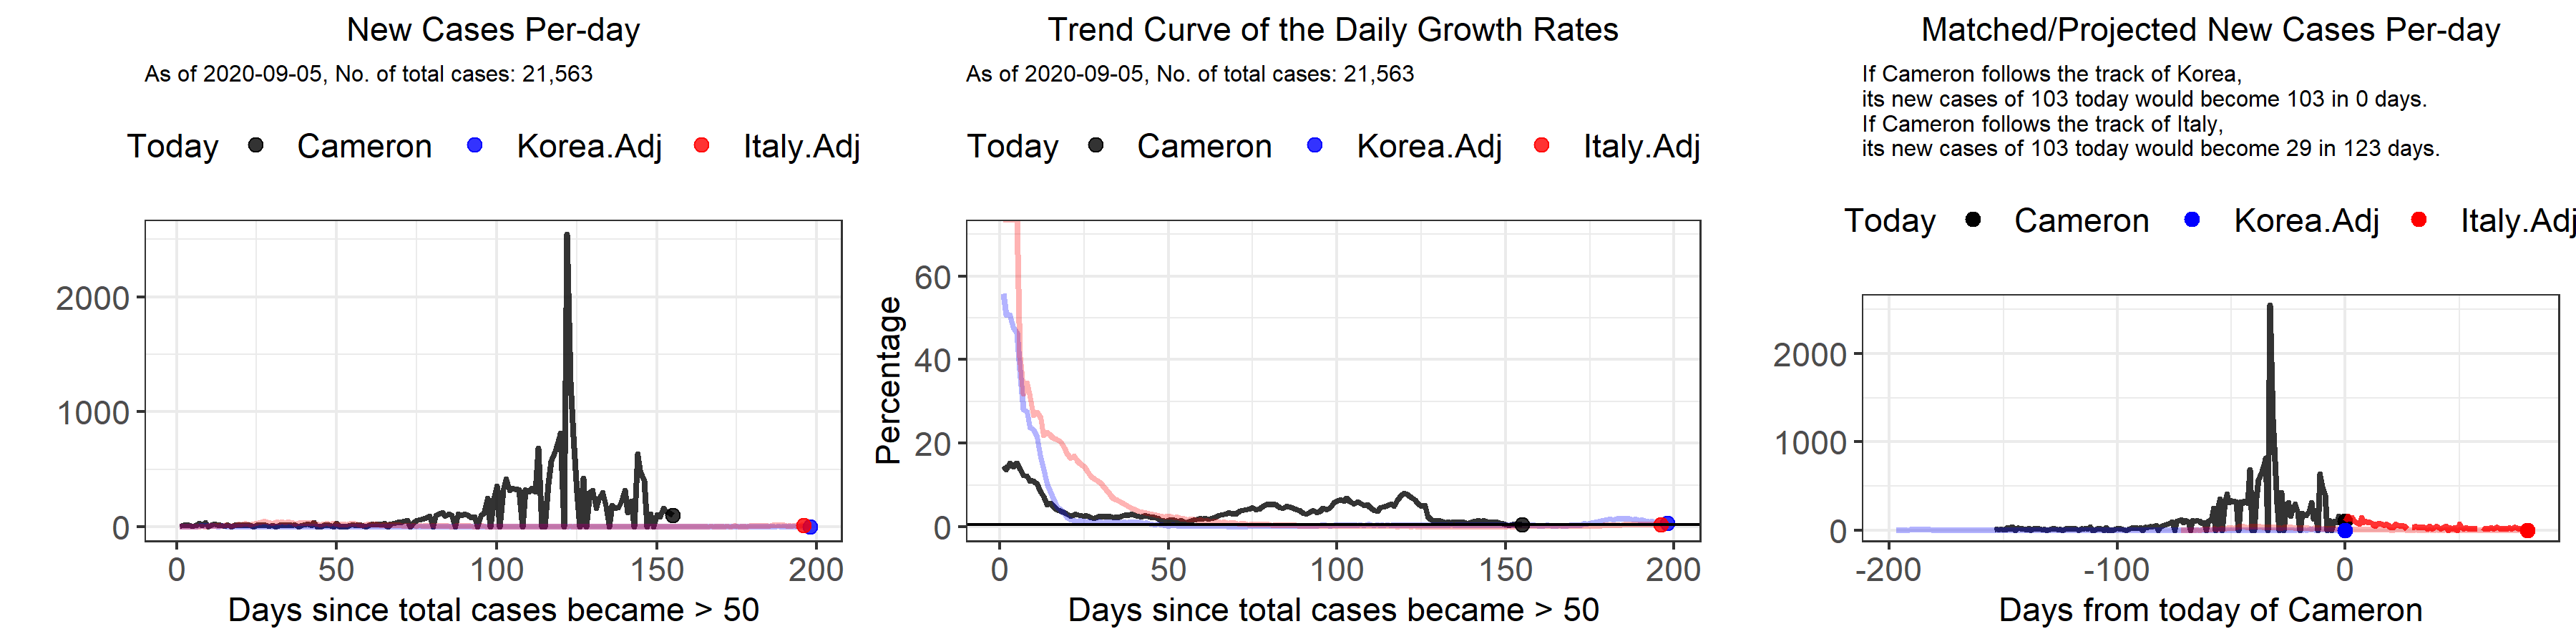 New Cases Per-day
As of 2020-09-05, No. of total cases: 21,563
Today Cameron Korea.Adj Italy.Adj
2000
1000
0
0 50 100 150 200
Days since total cases became > 50
Trend Curve of the Daily Growth Rates
As of 2020-09-05, No. of total cases: 21,563
Today Cameron Korea.Adj Italy.Adj
Percentage
60
40
20
0
0 50 100 150 200
Days since total cases became > 50
Matched/Projected New Cases Per-day
If Cameron follows the track of Korea,
its new cases of 103 today would become 103 in 0 days.
If Cameron follows the track of Italy,
its new cases of 103 today would become 29 in 123 days.
Today Cameron Korea.Adj Italy.Adj
2000
1000
0
-200 -100 0
Days from today of Cameron